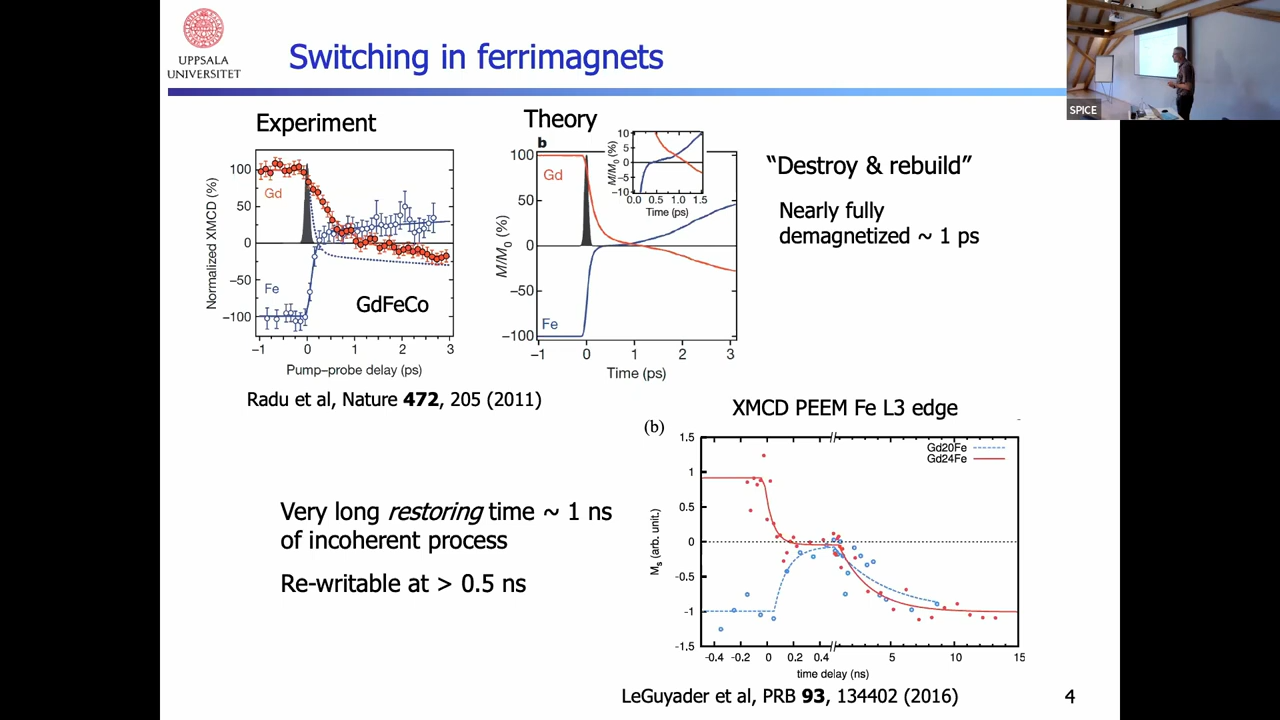 UPPSALA
UNIVERSITET
Switching in ferrimagnets
SPICE
Experiment
Theory
b
100
50
0
−50
−100
Normalized XMCD (%)
Gd
Fe
GdFeCo
−1 0 1 2 3
Pump–probe delay (ps)
100
50
0
−50
−100
M/M0 (%)
Gd
Fe
−1 0 1 2 3
Time (ps)
10
5
0
−5
−10
M/M0 (%)
0.0 0.5 1.0 1.5
Time (ps)
“Destroy & rebuild”
Nearly fully
demagnetized ~ 1 ps
Radu et al, Nature 472, 205 (2011)
XMCD PEEM Fe L3 edge
(b)
Gd20Fe
Gd24Fe
1.5
1
0.5
0
-0.5
-1
-1.5
Ms (arb. unit.)
-0.4 -0.2 0 0.2 0.4 5 10 15
time delay (ns)
Very long restoring time ~ 1 ns
of incoherent process
Re-writable at > 0.5 ns
LeGuyader et al, PRB 93, 134402 (2016)
4